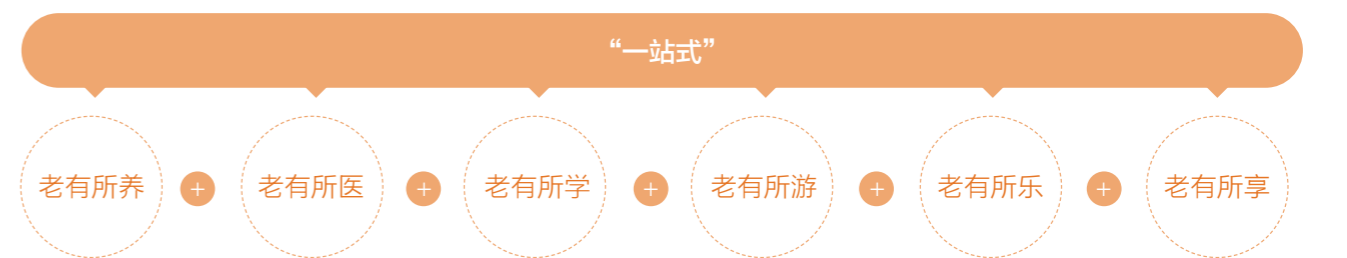 “一站式”
老有所养 + 老有所医 + 老有所学 + 老有所游 + 老有所乐 + 老有所享